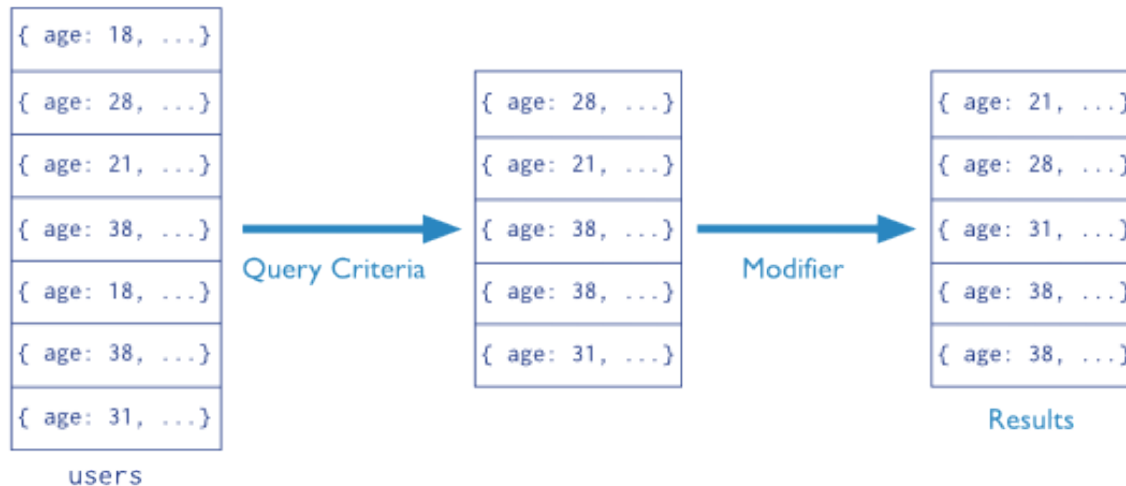 { age: 18, ...}
{ age: 28, ...}
{ age: 21, ...}
{ age: 38, ...}
{ age: 18, ...}
{ age: 38, ...}
{ age: 31, ...}
users
Query Criteria
{ age: 28, ...}
{ age: 21, ...}
{ age: 38, ...}
{ age: 38, ...}
{ age: 31, ...}
Modifier
{ age: 21, ...}
{ age: 28, ...}
{ age: 31, ...}
{ age: 38, ...}
{ age: 38, ...}
Results